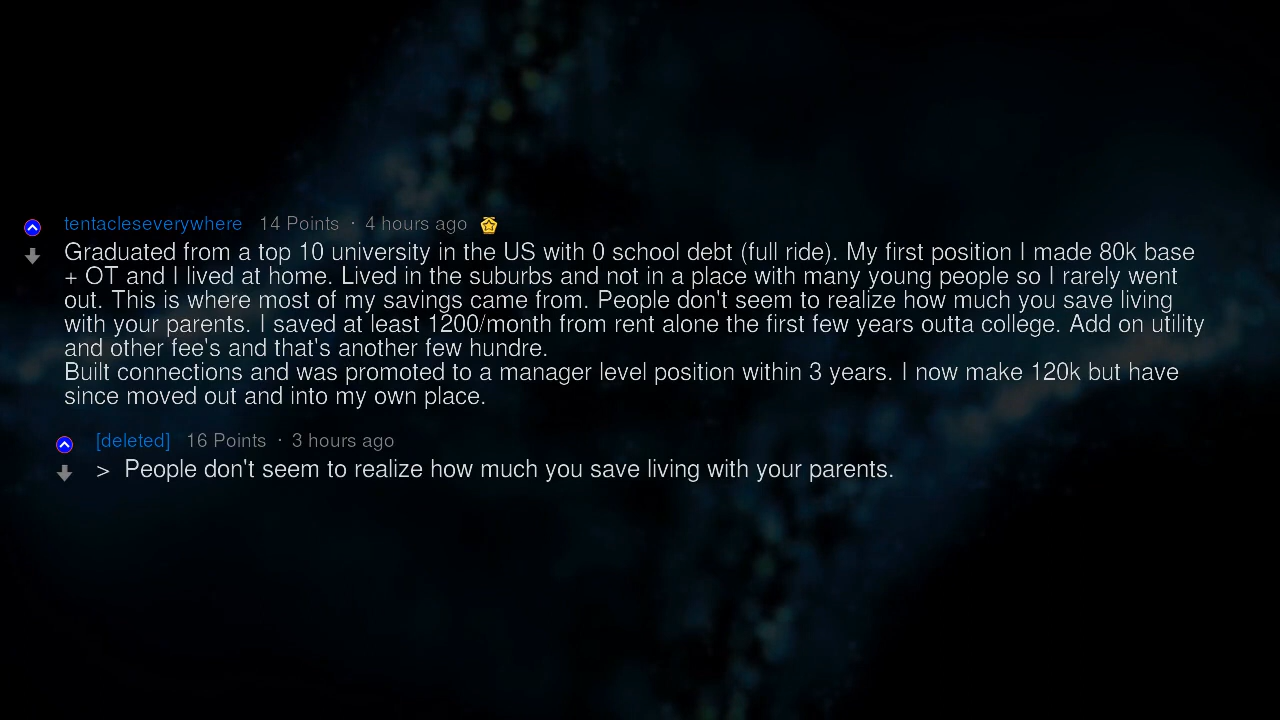 tentacleseverywhere 14 Points · 4 hours ago
Graduated from a top 10 university in the US with 0 school debt (full ride). My first position I made 80k base
+ OT and I lived at home. Lived in the suburbs and not in a place with many young people so I rarely went
out. This is where most of my savings came from. People don't seem to realize how much you save living
with your parents. I saved at least 1200/month from rent alone the first few years outta college. Add on utility
and other fee's and that's another few hundre.
Built connections and was promoted to a manager level position within 3 years. I now make 120k but have
since moved out and into my own place.
[deleted] 16 Points · 3 hours ago
> People don't seem to realize how much you save living with your parents.